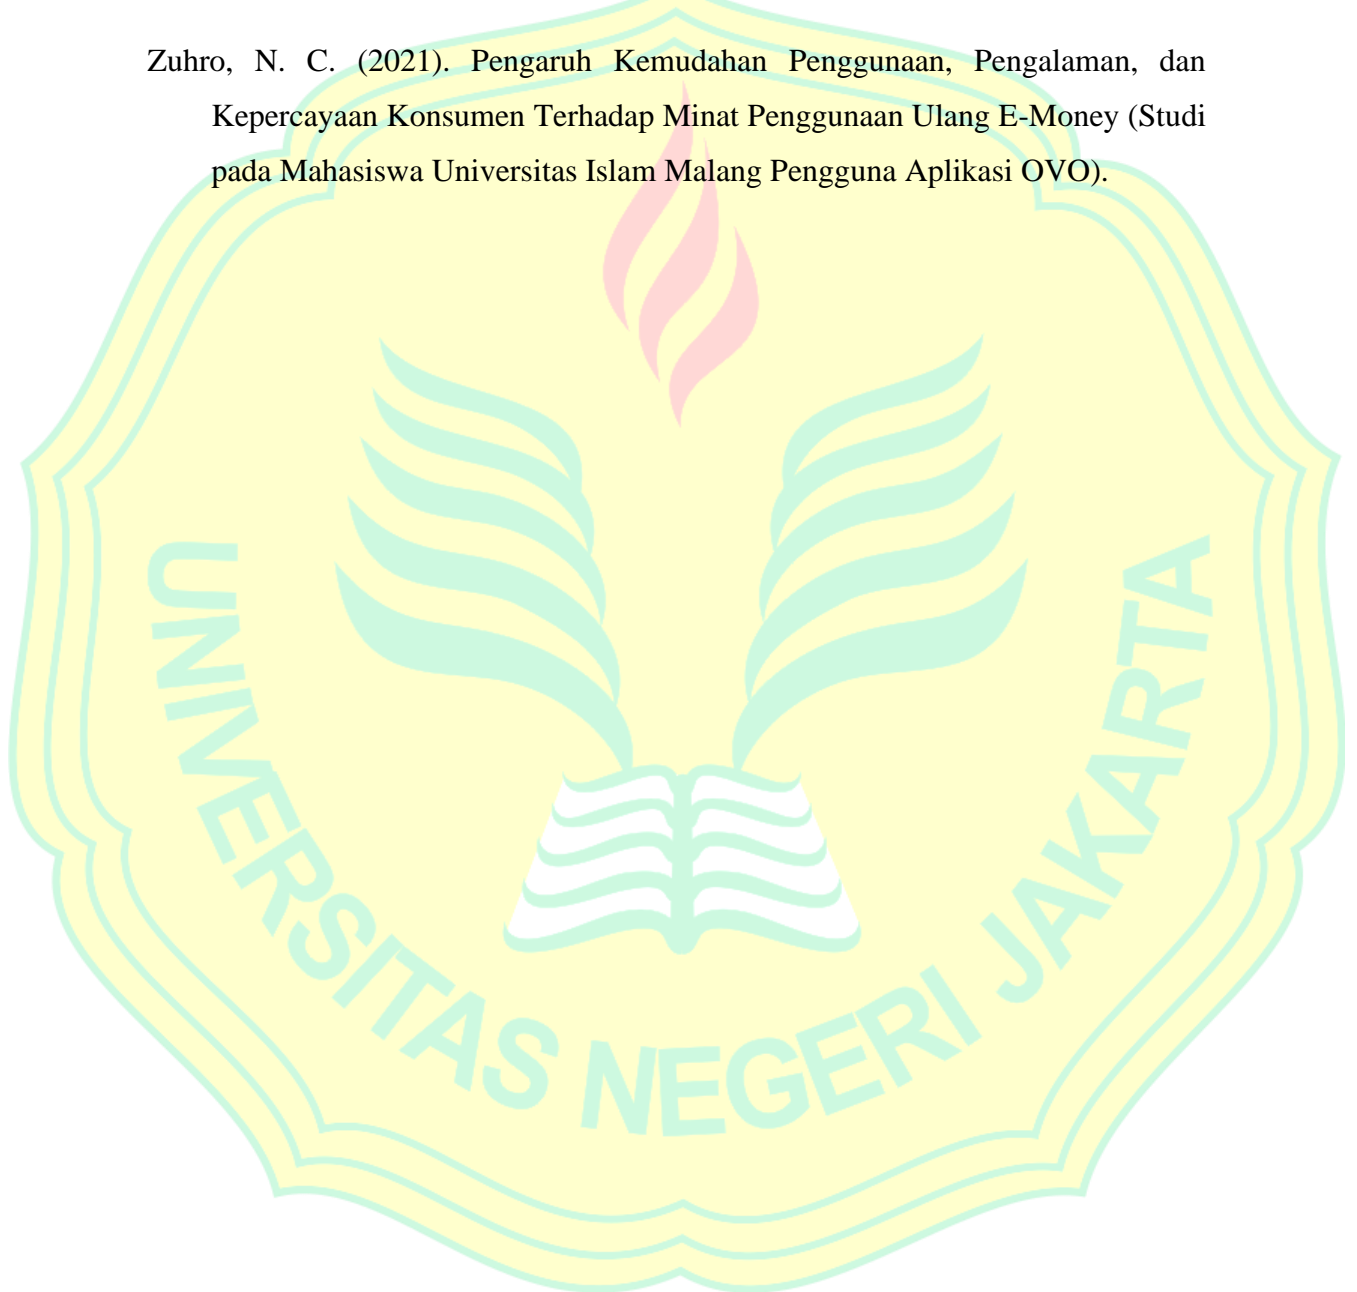 Zuhro, N. C. (2021). Pengaruh Kemudahan Penggunaan, Pengalaman, dan
Kepercayaan Konsumen Terhadap Minat Penggunaan Ulang E-Money (Studi
pada Mahasiswa Universitas Islam Malang Pengguna Aplikasi OVO).
UNIVERSITAS NEGERI JAKARTA